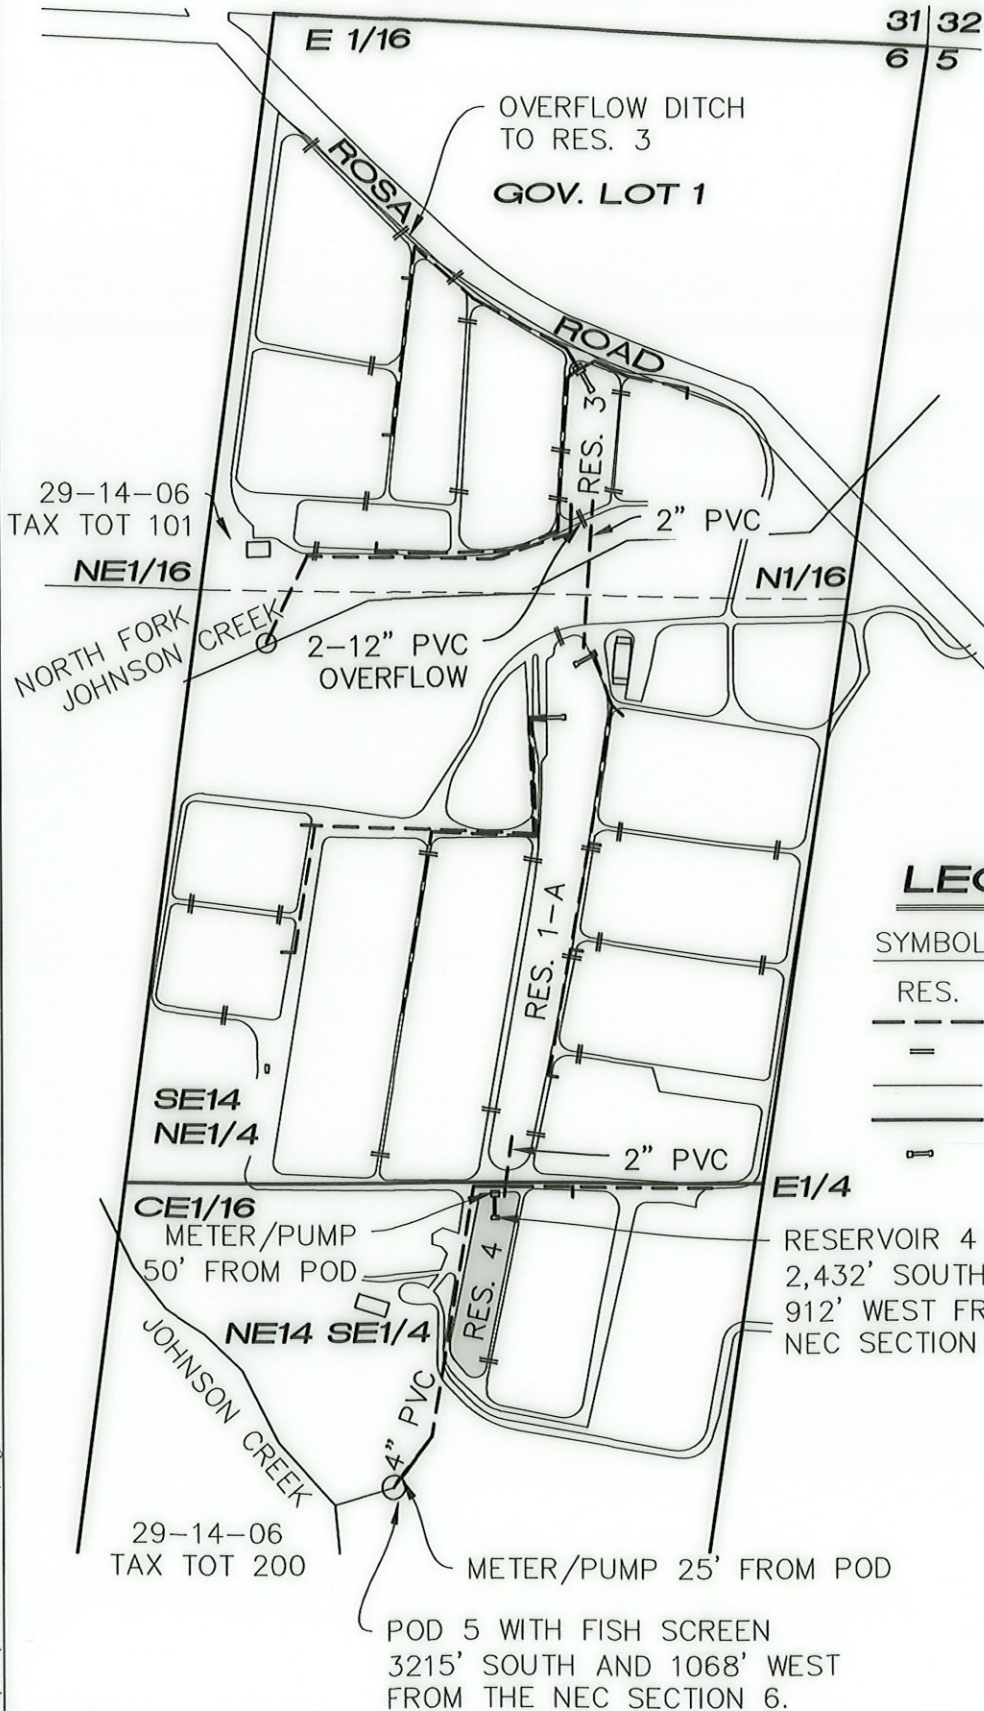 E 1/16
31 32
6 5
OVERFLOW DITCH
TO RES. 3
GOV. LOT 1
ROSA
ROAD
RES. 3
29-14-06
TAX TOT 101
2" PVC
NE1/16
N1/16
NORTH FORK
JOHNSON CREEK
2-12" PVC
OVERFLOW
LEG
SYMBOL
RES.
RES. 1-A
SE14
NE1/4
2" PVC
CE1/16
E1/4
METER/PUMP
50' FROM POD
RES. 4
RESERVOIR 4
2,432' SOUTH
912' WEST FR
NEC SECTION
NE14 SE1/4
JOHNSON CREEK
4" PVC
29-14-06
TAX TOT 200
METER/PUMP 25' FROM POD
POD 5 WITH FISH SCREEN
3215' SOUTH AND 1068' WEST
FROM THE NEC SECTION 6.